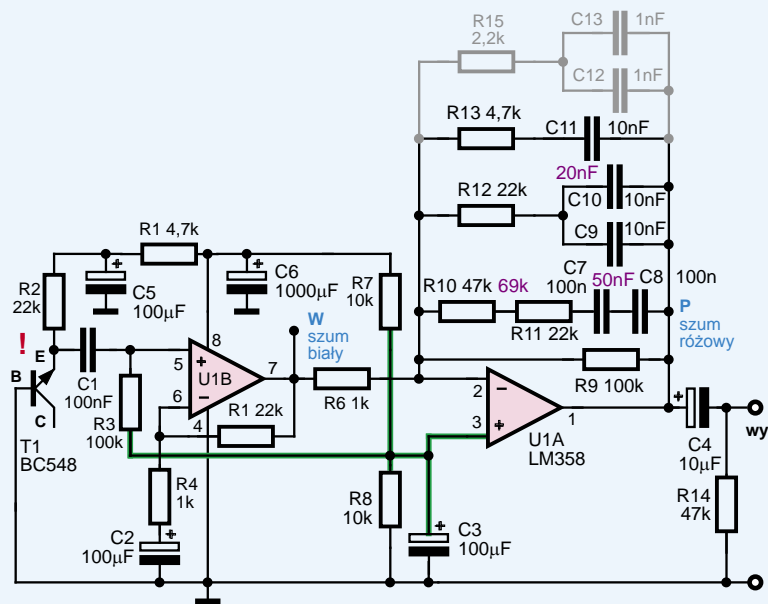 R15
2,2k
C13 1nF
C12 1nF
R13 4,7k
C11 10nF
20nF
R12 22k
C10 10nF
C9 10nF
R1 4,7k
R2
22k
C5
100µF
C6
1000µF
R7
10k
R10 47k 69k
C7
100n
50nF
C8
100n
R11 22k
P
szum
różowy
W
szum
biały
R9 100k
!
E
B
C
T1
BC548
C1
100nF
R3
100k
8
5
+
U1B
7
6
−
4
R1 22k
R6 1k
2
−
3
+
1
U1A
LM358
+
C4
10µF
wy
R4
1k
R8
10k
R14
47k
C2
100µF
+
C3
100µF
+
+
+